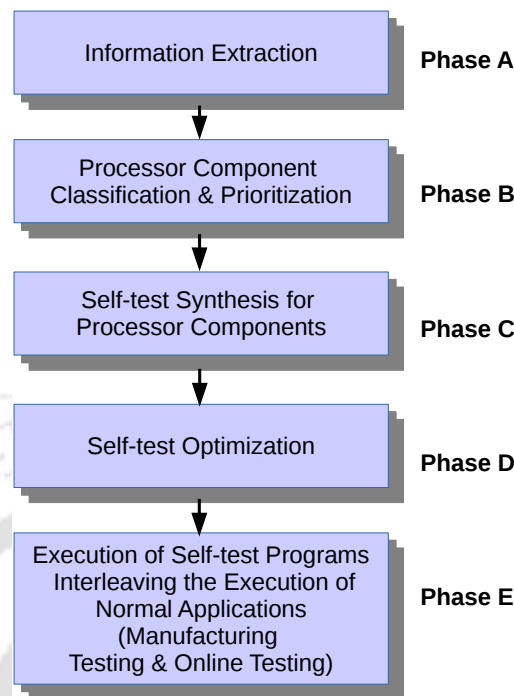 Information Extraction
Phase A
Processor Component
Classification & Prioritization
Phase B
Self-test Synthesis for
Processor Components
Phase C
Self-test Optimization
Phase D
Execution of Self-test Programs
Interleaving the Execution of
Normal Applications
(Manufacturing
Testing & Online Testing)
Phase E